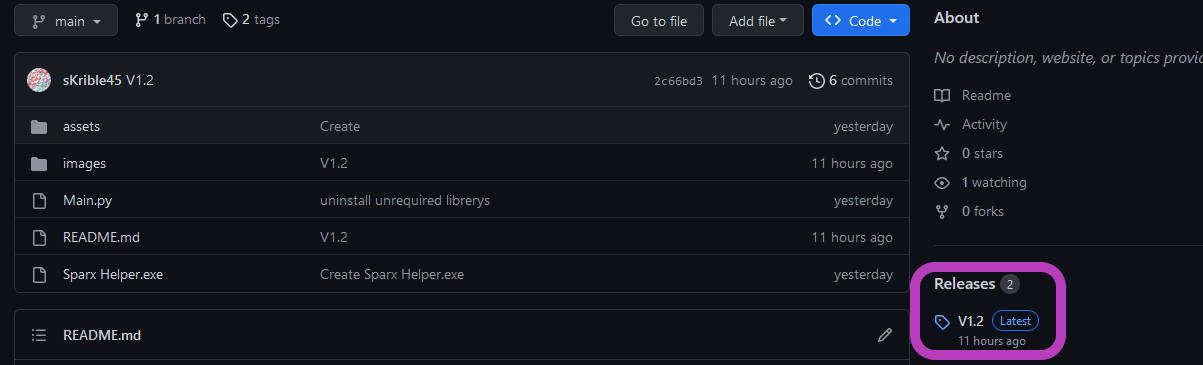 main
1 branch
2 tags
Go to file
Add file
Code
sKrible45 V1.2
2c66bd3 11 hours ago
6 commits
assets Create yesterday
images V1.2 11 hours ago
Main.py uninstall unrequired librerys yesterday
README.md V1.2 11 hours ago
Sparx Helper.exe Create Sparx Helper.exe yesterday
README.md
About
No description, website, or topics
Readme
Activity
0 stars
1 watching
0 forks
Releases 2
V1.2 Latest
11 hours ago